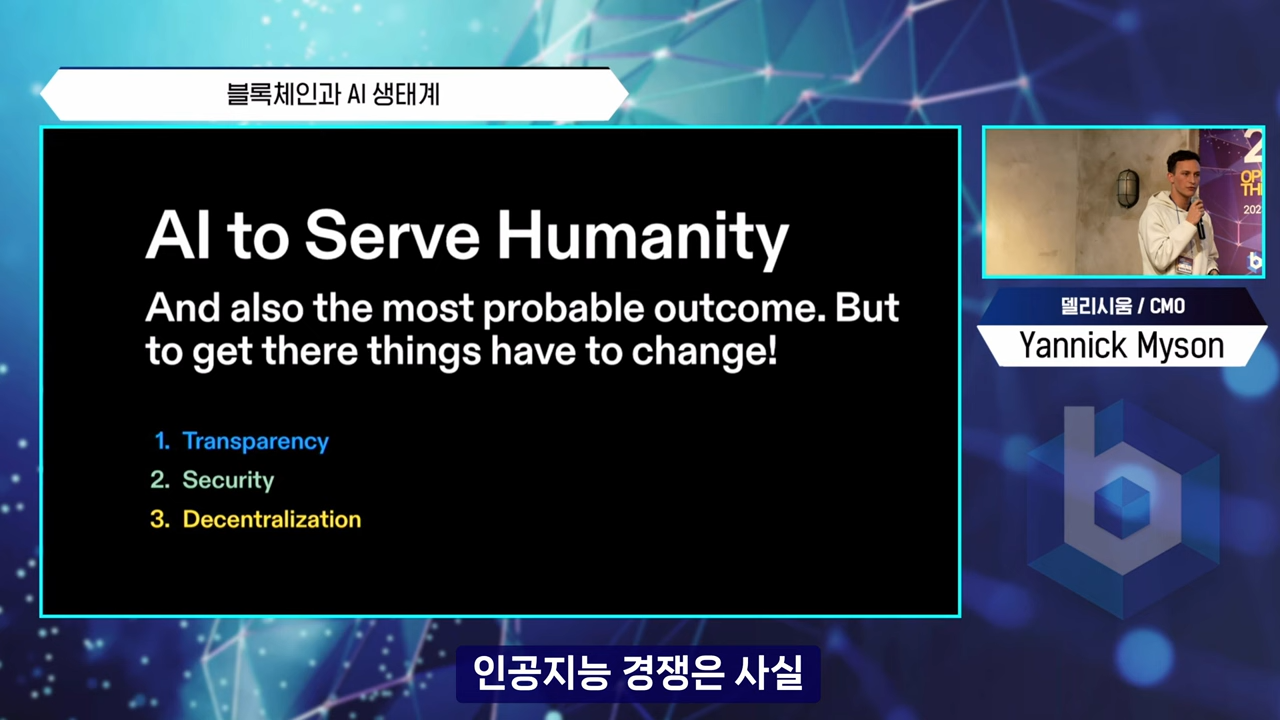 블록체인과 AI 생태계
AI to Serve Humanity
And also the most probable outcome. But
to get there things have to change!
1. Transparency
2. Security
3. Decentralization
델리시움 / CMO
Yannick Myson
인공지능 경쟁은 사실